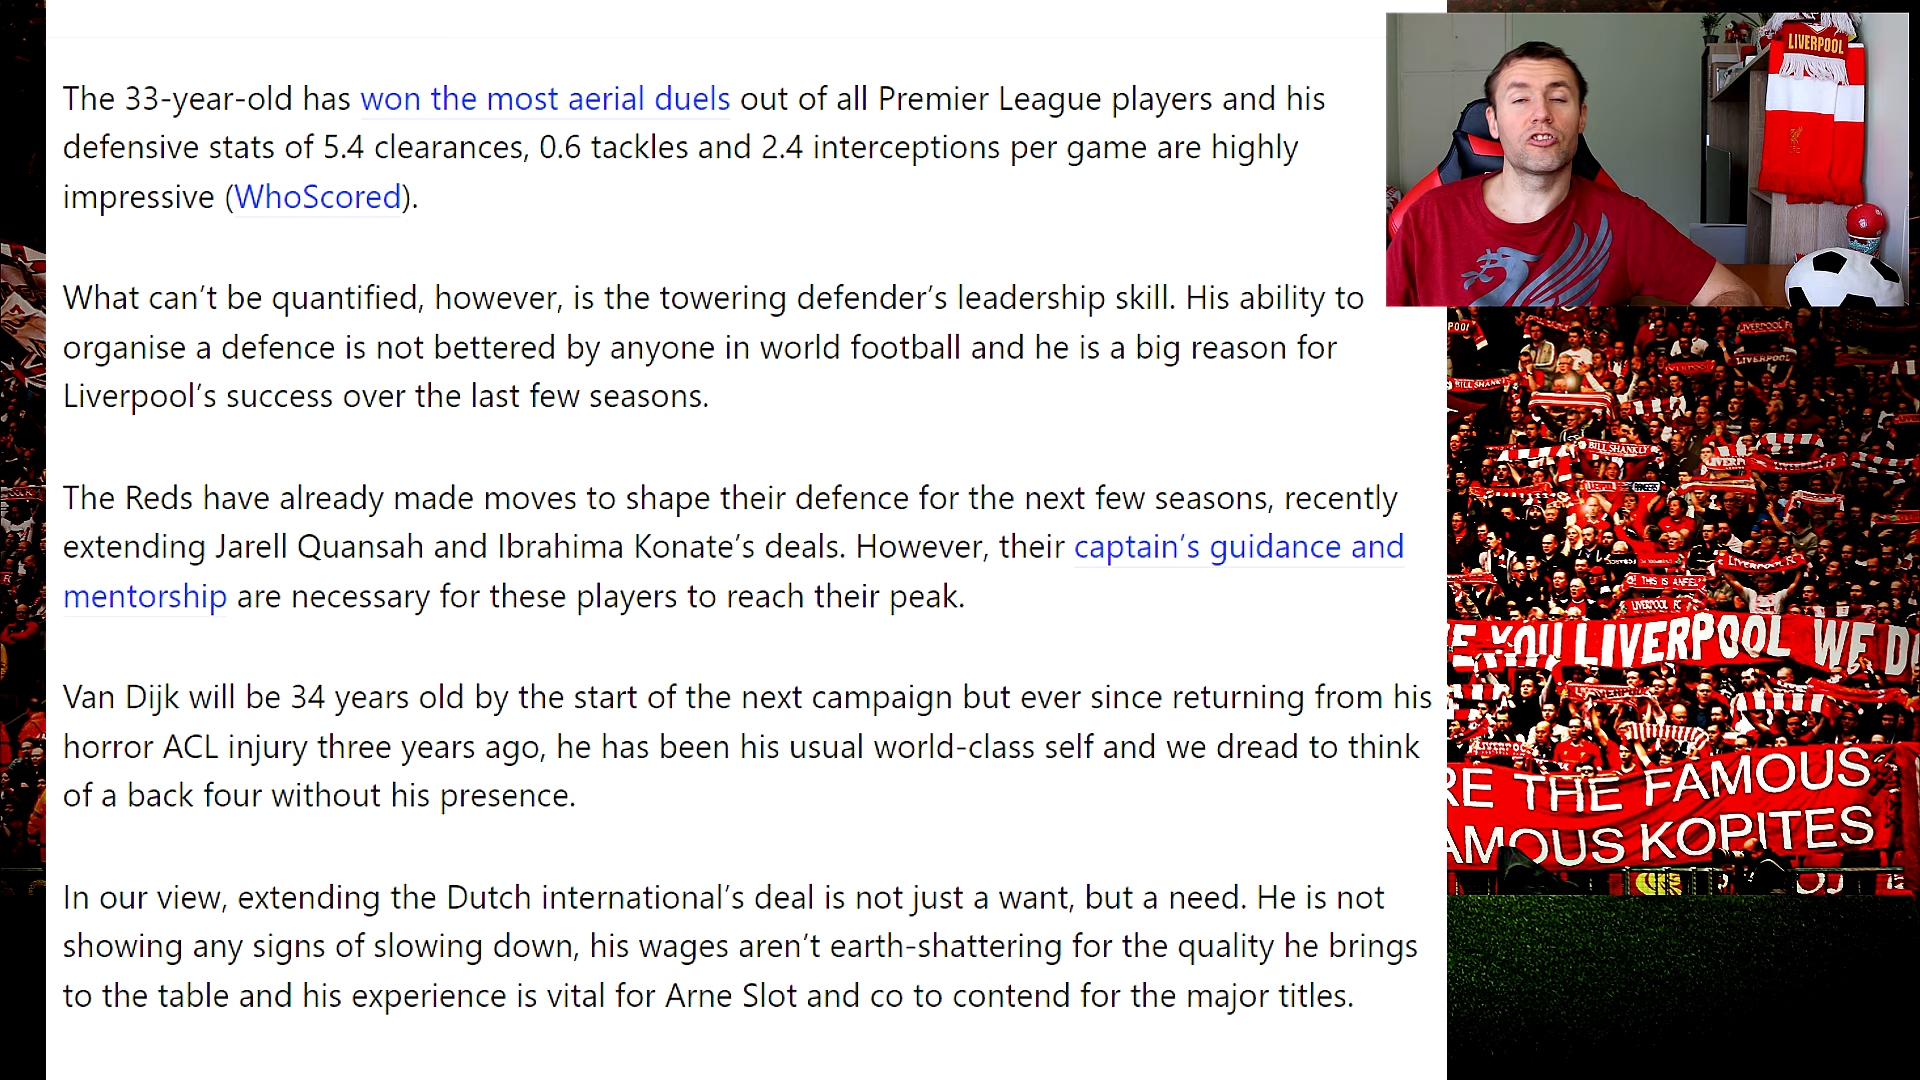 The 33-year-old has won the most aerial duels out of all Premier League players and his
defensive stats of 5.4 clearances, 0.6 tackles and 2.4 interceptions per game are highly
impressive (WhoScored).
What can’t be quantified, however, is the towering defender’s leadership skill. His ability to
organise a defence is not bettered by anyone in world football and he is a big reason for
Liverpool’s success over the last few seasons.
The Reds have already made moves to shape their defence for the next few seasons, recently
extending Jarell Quansah and Ibrahima Konate’s deals. However, their captain’s guidance and
mentorship are necessary for these players to reach their peak.
Van Dijk will be 34 years old by the start of the next campaign but ever since returning from his
horror ACL injury three years ago, he has been his usual world-class self and we dread to think
of a back four without his presence.
In our view, extending the Dutch international’s deal is not just a want, but a need. He is not
showing any signs of slowing down, his wages aren’t earth-shattering for the quality he brings
to the table and his experience is vital for Arne Slot and co to contend for the major titles.
LIVERPOOL
LIVERPOOL
BILL SHANKLY
BILL SHANKLY
THIS IS ANFIELD
LIVERPOOL FC
YOU LIVERPOOL WE
THE FAMOUS
KOPITES